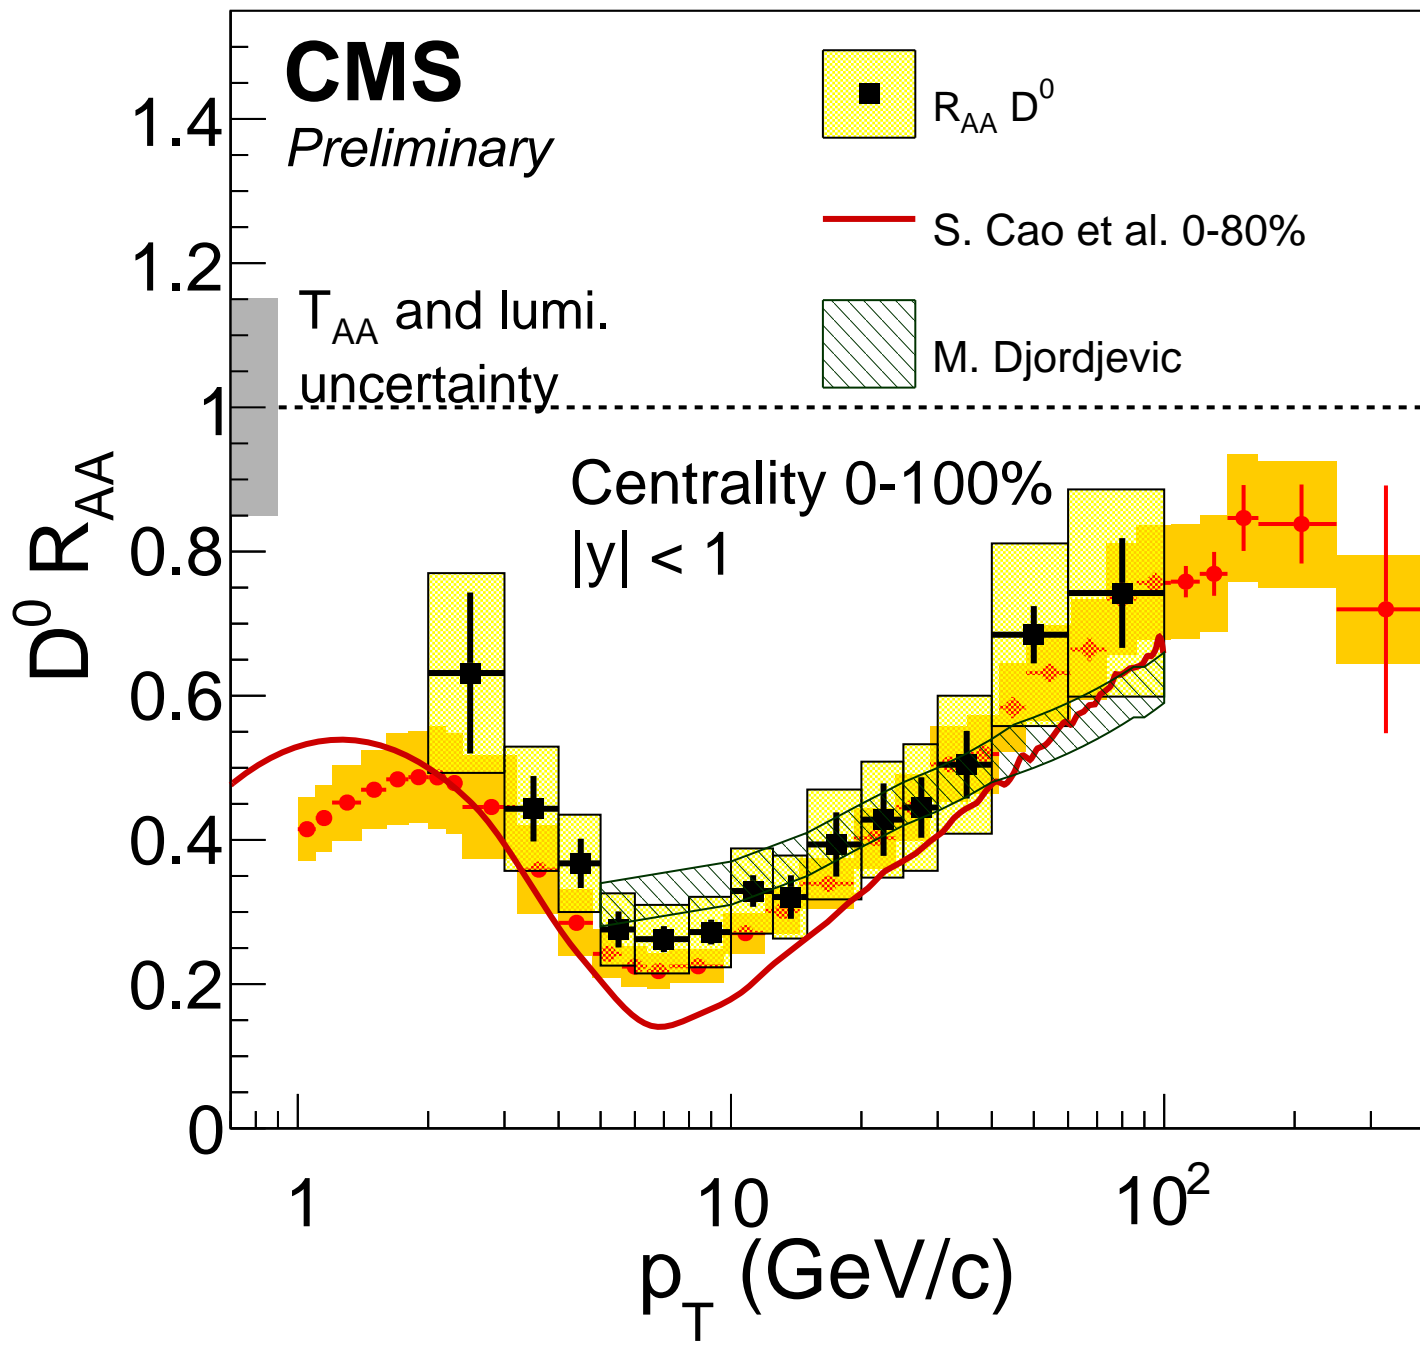 CMS
Preliminary
R_AA D^0
S. Cao et al. 0-80%
M. Djordjevic
T_AA and lumi.
uncertainty
Centrality 0-100%
|y| < 1
D^0 R_AA
1.4
1.2
1
0.8
0.6
0.4
0.2
0
1
10
10^2
p_T (GeV/c)